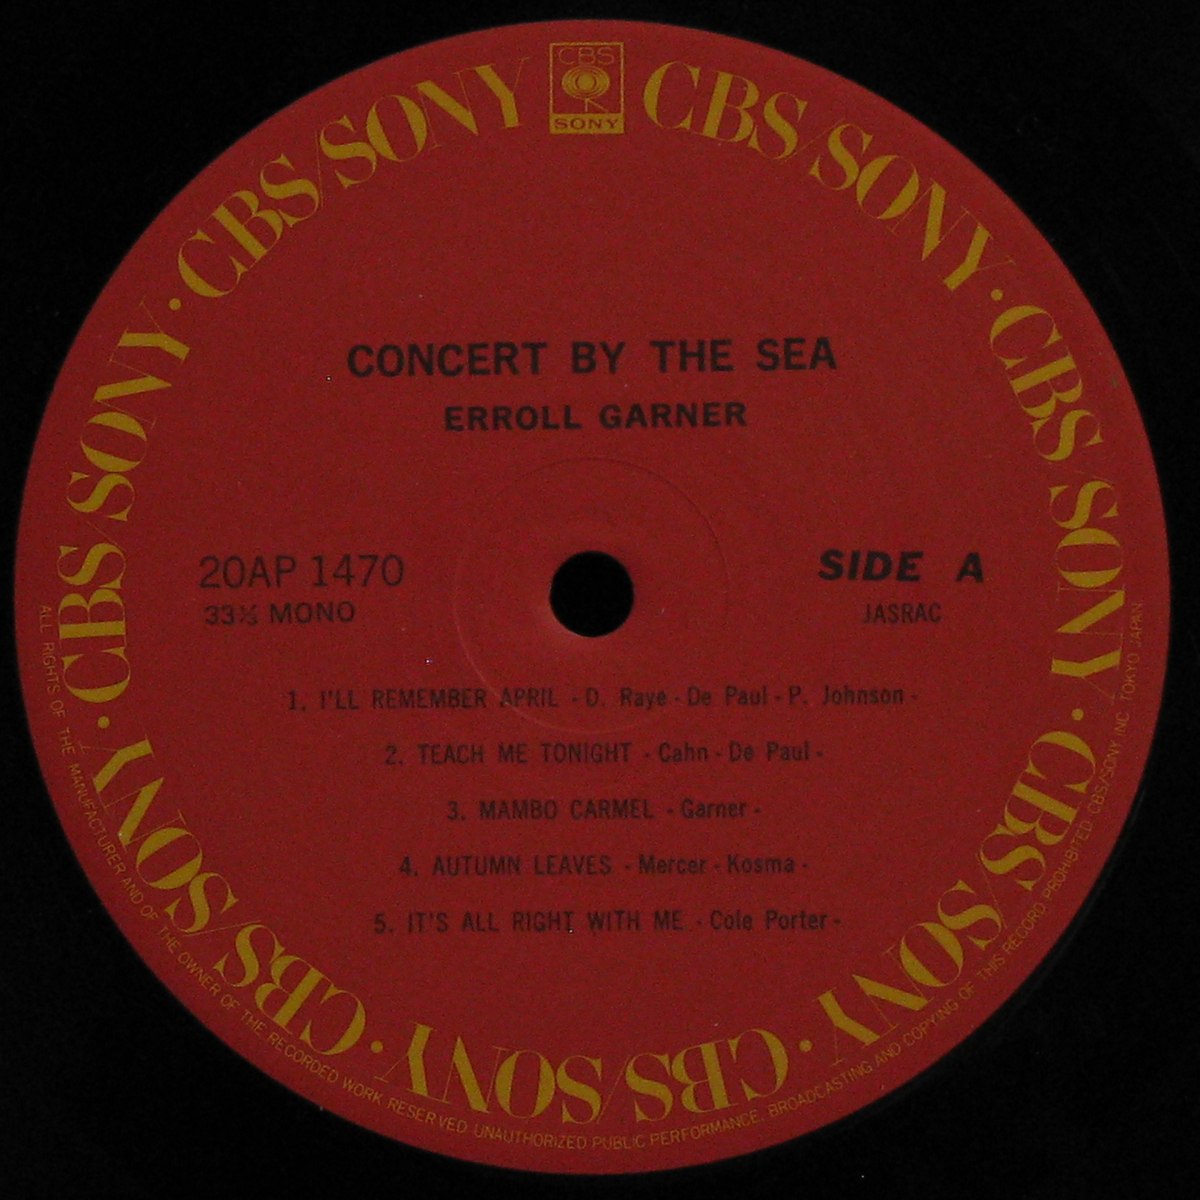 CBS
SONY
CBS/SONY · CBS/SONY · CBS/SONY · CBS/SONY · CBS/SONY · CBS/SONY · CBS/SONY
CONCERT BY THE SEA
ERROLL GARNER
20AP 1470
33⅓ MONO
SIDE A
JASRAC
1. I'LL REMEMBER APRIL - D. Raye - De Paul - P. Johnson -
2. TEACH ME TONIGHT - Cahn - De Paul -
3. MAMBO CARMEL - Garner -
4. AUTUMN LEAVES - Mercer - Kosma -
5. IT'S ALL RIGHT WITH ME - Cole Porter -
ALL RIGHTS OF THE MANUFACTURER AND OF THE OWNER OF THE RECORDED WORK RESERVED. UNAUTHORIZED PUBLIC PERFORMANCE, BROADCASTING AND COPYING OF THIS RECORD PROHIBITED. CBS/SONY INC. TOKYO JAPAN